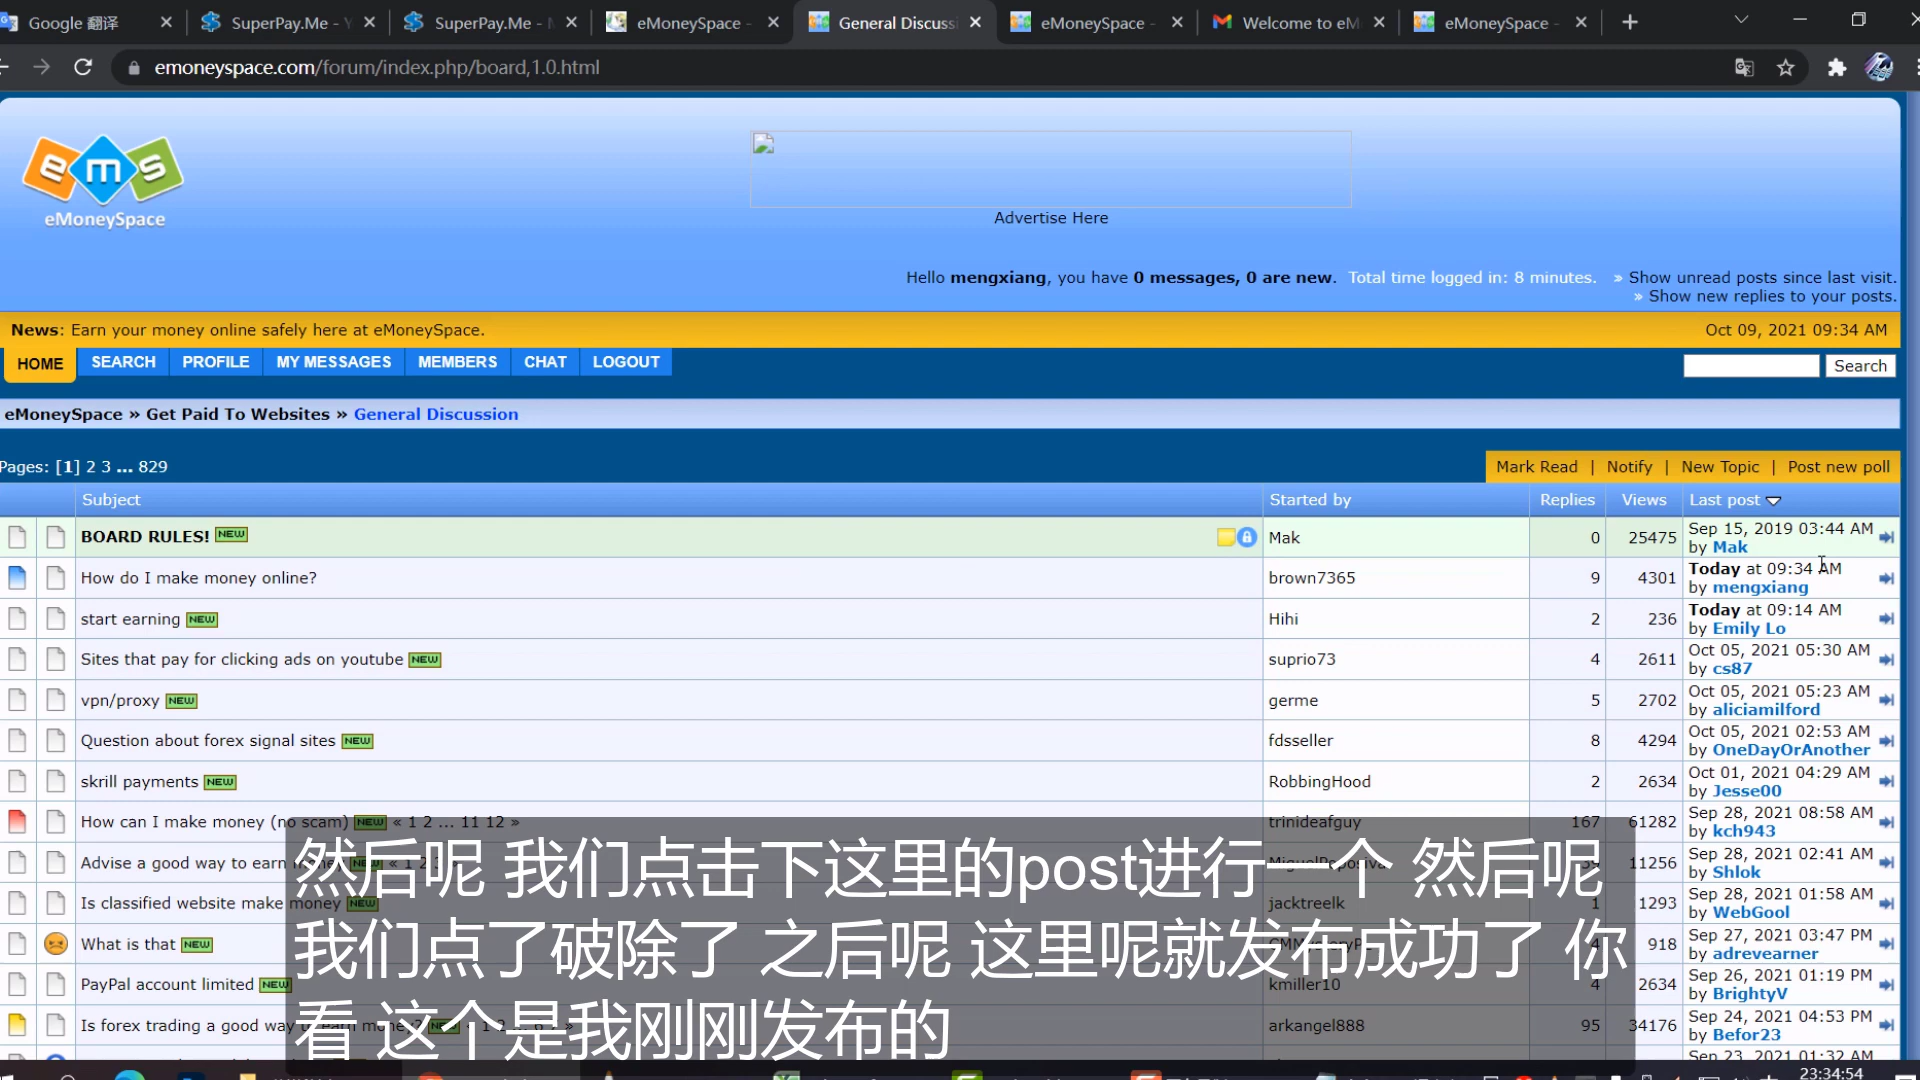 Google 翻译
SuperPay.Me -
SuperPay.Me -
eMoneySpace -
General Discuss
eMoneySpace -
Welcome to eM
eMoneySpace -
emoneyspace.com/forum/index.php/board,1.0.html
ems
eMoneySpace
Advertise Here
Hello mengxiang, you have 0 messages, 0 are new. Total time logged in: 8 minutes. » Show unread posts since last visit.
» Show new replies to your posts.
News: Earn your money online safely here at eMoneySpace.
Oct 09, 2021 09:34 AM
HOME SEARCH PROFILE MY MESSAGES MEMBERS CHAT LOGOUT
Search
eMoneySpace » Get Paid To Websites » General Discussion
Pages: [1] 2 3 ... 829
Mark Read | Notify | New Topic | Post new poll
Subject Started by Replies Views Last post
BOARD RULES! NEW Mak 0 25475 Sep 15, 2019 03:44 AM
by Mak
How do I make money online? brown7365 9 4301 Today at 09:34 AM
by mengxiang
start earning NEW Hihi 2 236 Today at 09:14 AM
by Emily Lo
Sites that pay for clicking ads on youtube NEW suprio73 4 2611 Oct 05, 2021 05:30 AM
by cs87
vpn/proxy NEW germe 5 2702 Oct 05, 2021 05:23 AM
by aliciamilford
Question about forex signal sites NEW fdsseller 8 4294 Oct 05, 2021 02:53 AM
by OneDayOrAnother
skrill payments NEW RobbingHood 2 2634 Oct 01, 2021 04:29 AM
by Jesse00
How can I make money (no scam) NEW « 1 2 ... 11 12 » trinideafguy 167 61282 Sep 28, 2021 08:58 AM
by kch943
Advise a good way to earn 11256 Sep 28, 2021 02:41 AM
by Shlok
Is classified website make money NEW jacktreelk 1 1293 Sep 28, 2021 01:58 AM
by WebGool
What is that NEW 4 918 Sep 27, 2021 03:47 PM
by adrevearner
PayPal account limited NEW kmiller10 4 2634 Sep 26, 2021 01:19 PM
by BrightyV
Is forex trading a good way to earn money? NEW arkangel888 95 34176 Sep 24, 2021 04:53 PM
by Befor23
Sep 23, 2021 01:32 AM
然后呢 我们点击下这里的post进行一个 然后呢
我们点了破除了 之后呢 这里呢就发布成功了 你
看 这个是我刚刚发布的
23:34:54